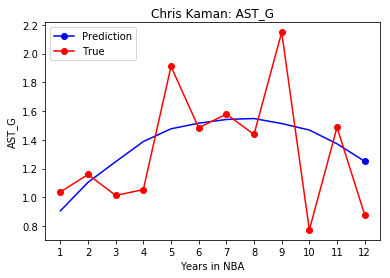 Chris Kaman: AST_G
Prediction
True
AST_G
2.2
2.0
1.8
1.6
1.4
1.2
1.0
0.8
1 2 3 4 5 6 7 8 9 10 11 12
Years in NBA